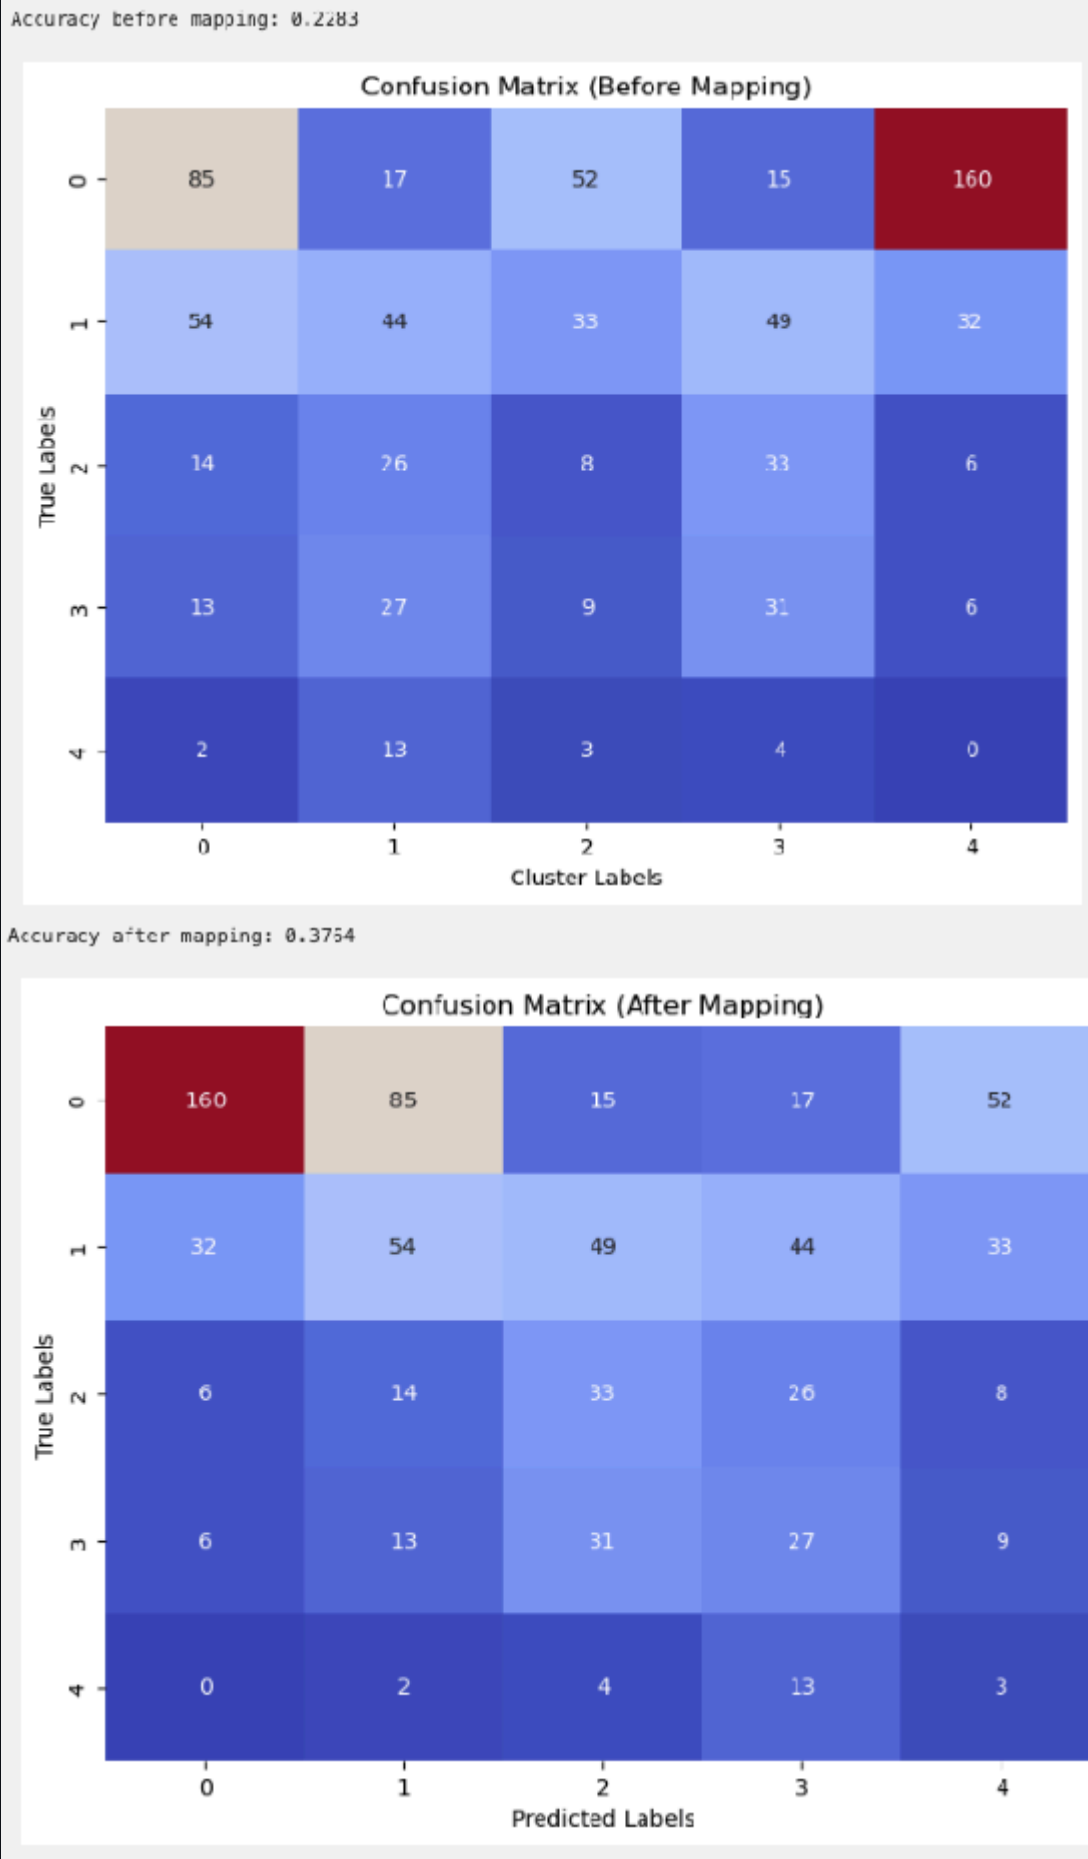 Accuracy before mapping: 0.2283
Confusion Matrix (Before Mapping)
0 85 17 52 15 160
1 54 44 33 49 32
2 14 26 8 33 6
3 13 27 9 31 6
4 2 13 3 4 0
True Labels
0 1 2 3 4
Cluster Labels
Accuracy after mapping: 0.3764
Confusion Matrix (After Mapping)
0 160 85 15 17 52
1 32 54 49 44 33
2 6 14 33 26 8
3 6 13 31 27 9
4 0 2 4 13 3
True Labels
0 1 2 3 4
Predicted Labels